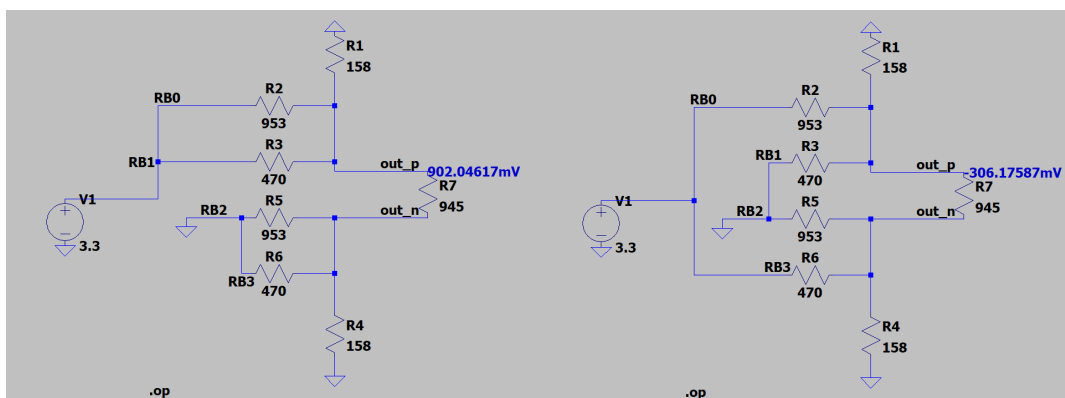 R1
158
RB0
R2
953
RB1
R3
470
out_p
902.04617mV
R7
945
V1
3.3
RB2
R5
953
out_n
RB3
R6
470
R4
158
.op
R1
158
RB0
R2
953
RB1
R3
470
out_p
-306.17587mV
R7
945
V1
3.3
RB2
R5
953
out_n
RB3
R6
470
R4
158
.op